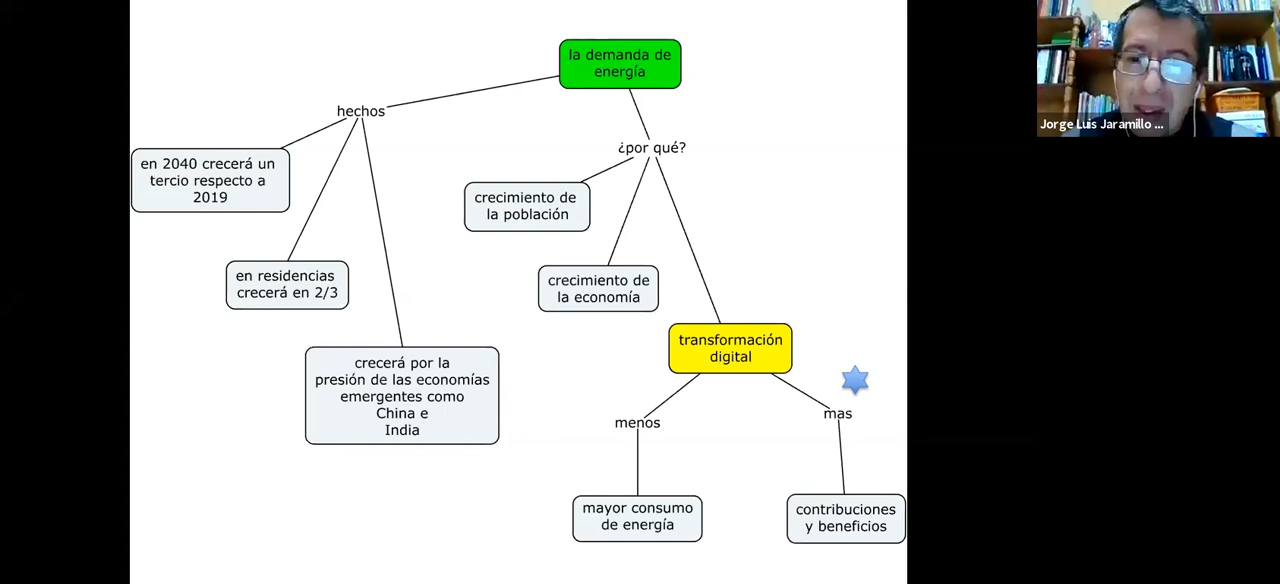 la demanda de
energía
hechos
¿por qué?
en 2040 crecerá un
tercio respecto a
2019
crecimiento de
la población
en residencias
crecerá en 2/3
crecimiento de
la economía
crecerá por la
presión de las economías
emergentes como
China e
India
transformación
digital
menos
mas
mayor consumo
de energía
contribuciones
y beneficios
Jorge Luis Jaramillo ...